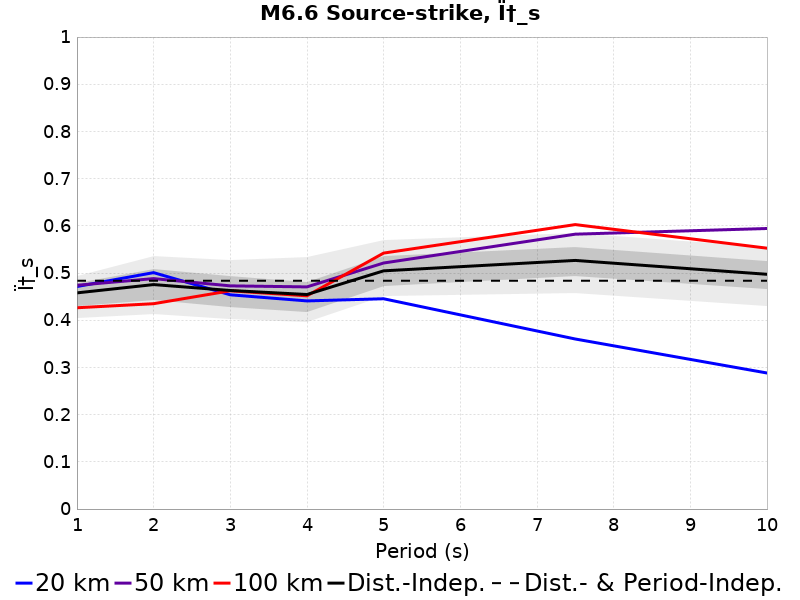 M6.6 Source-strike, Ï†_s
1
0.9
0.8
0.7
0.6
0.5
0.4
0.3
0.2
0.1
0
Ï†_s
1 2 3 4 5 6 7 8 9 10
Period (s)
20 km 50 km 100 km Dist.-Indep. Dist.- & Period-Indep.